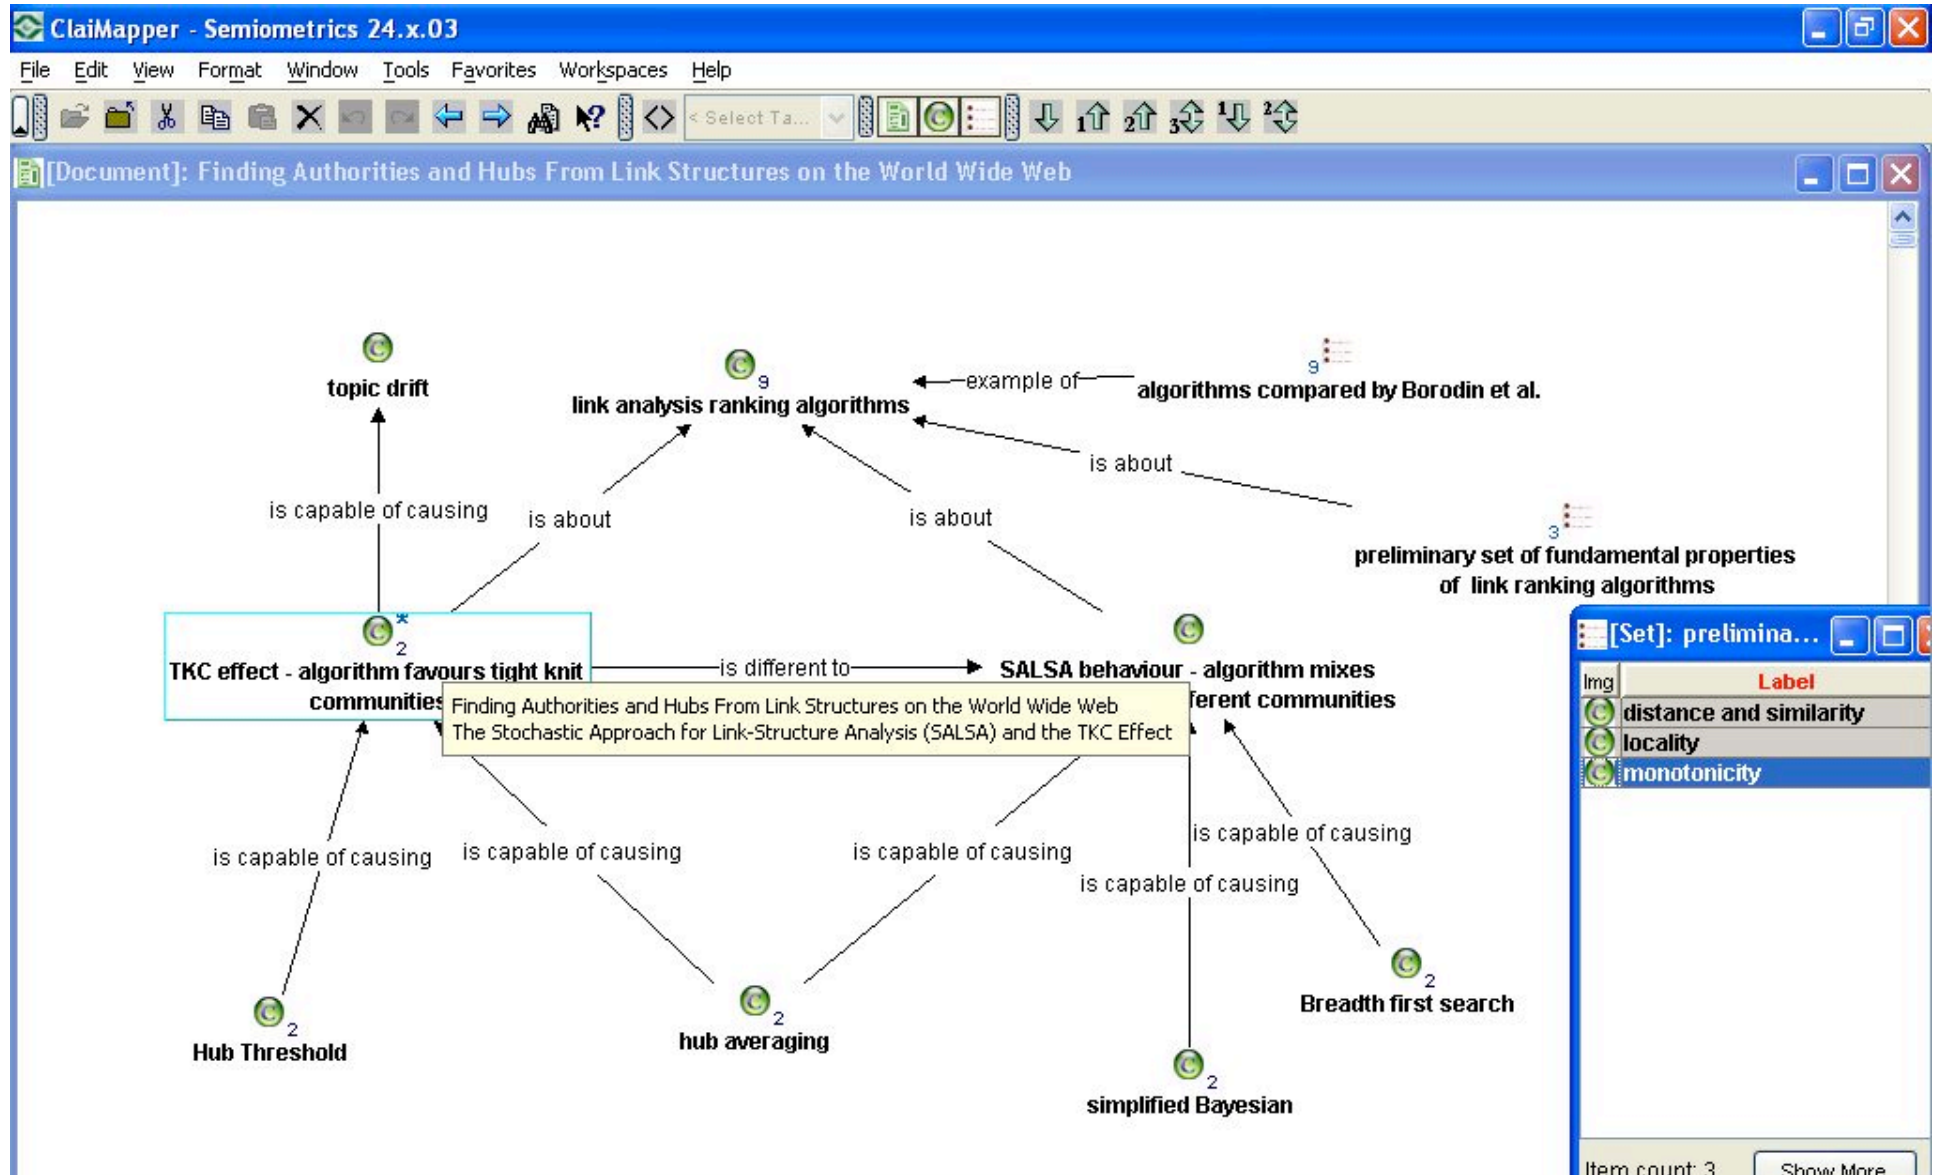 ClaiMapper - Semiometrics 24.x.03
File Edit View Format Window Tools Favorites Workspaces Help
< Select Ta...
1 2 3 1 2
[Document]: Finding Authorities and Hubs From Link Structures on the World Wide Web
topic drift
9
link analysis ranking algorithms
example of
9
algorithms compared by Borodin et al.
is about
is capable of causing
is about
is about
3
preliminary set of fundamental properties
of link ranking algorithms
*
2
TKC effect - algorithm favours tight knit
communities
is different to
SALSA behaviour - algorithm mixes
ferent communities
Finding Authorities and Hubs From Link Structures on the World Wide Web
The Stochastic Approach for Link-Structure Analysis (SALSA) and the TKC Effect
[Set]: prelimina...
Img Label
distance and similarity
locality
monotonicity
is capable of causing
is capable of causing
is capable of causing
is capable of causing
is capable of causing
2
Hub Threshold
2
hub averaging
2
simplified Bayesian
2
Breadth first search
Item count: 3 Show More